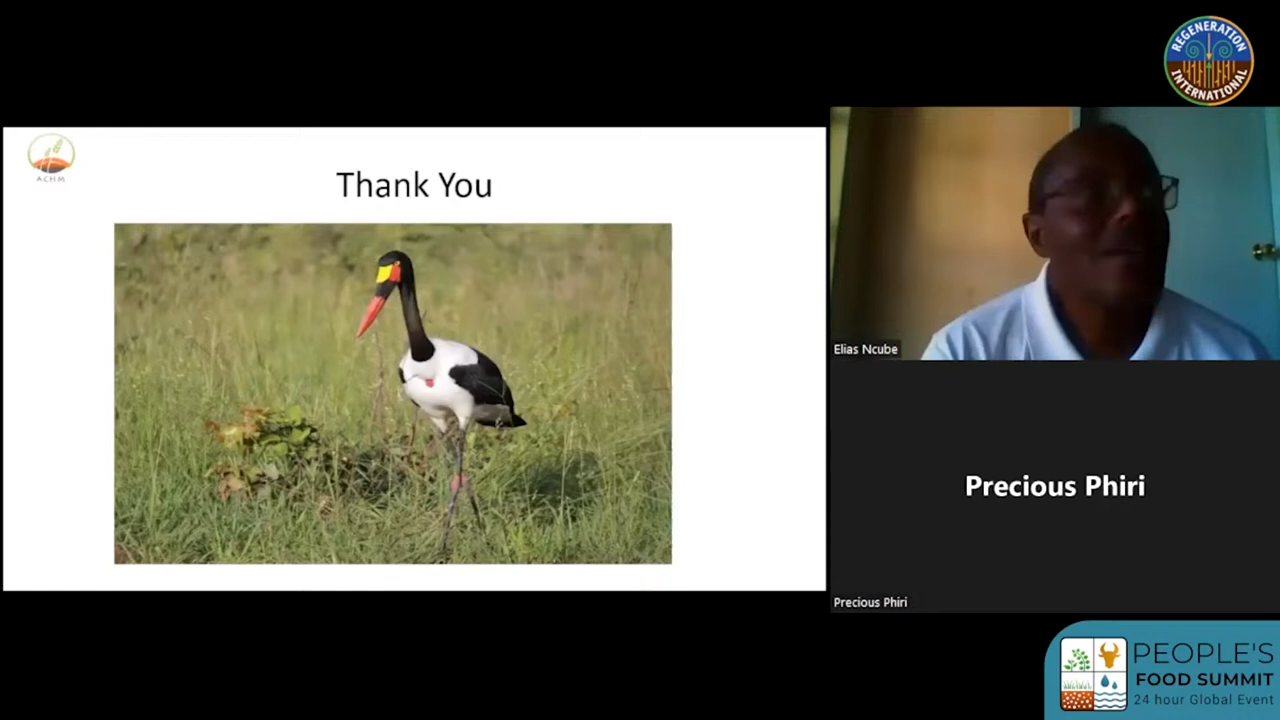 REGENERATION
INTERNATIONAL
ACHM
Thank You
Elias Ncube
Precious Phiri
Precious Phiri
PEOPLE'S
FOOD SUMMIT
24 hour Global Event